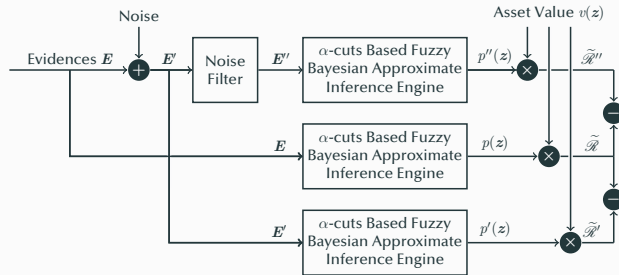 Noise
Asset Value v(z)
Evidences E
E′
Noise
Filter
E′′
α-cuts Based Fuzzy
Bayesian Approximate
Inference Engine
p′′(z)
×
ℛ̃′′
+
−
E
α-cuts Based Fuzzy
Bayesian Approximate
Inference Engine
p(z)
×
ℛ̃
−
E′
α-cuts Based Fuzzy
Bayesian Approximate
Inference Engine
p′(z)
×
ℛ̃′